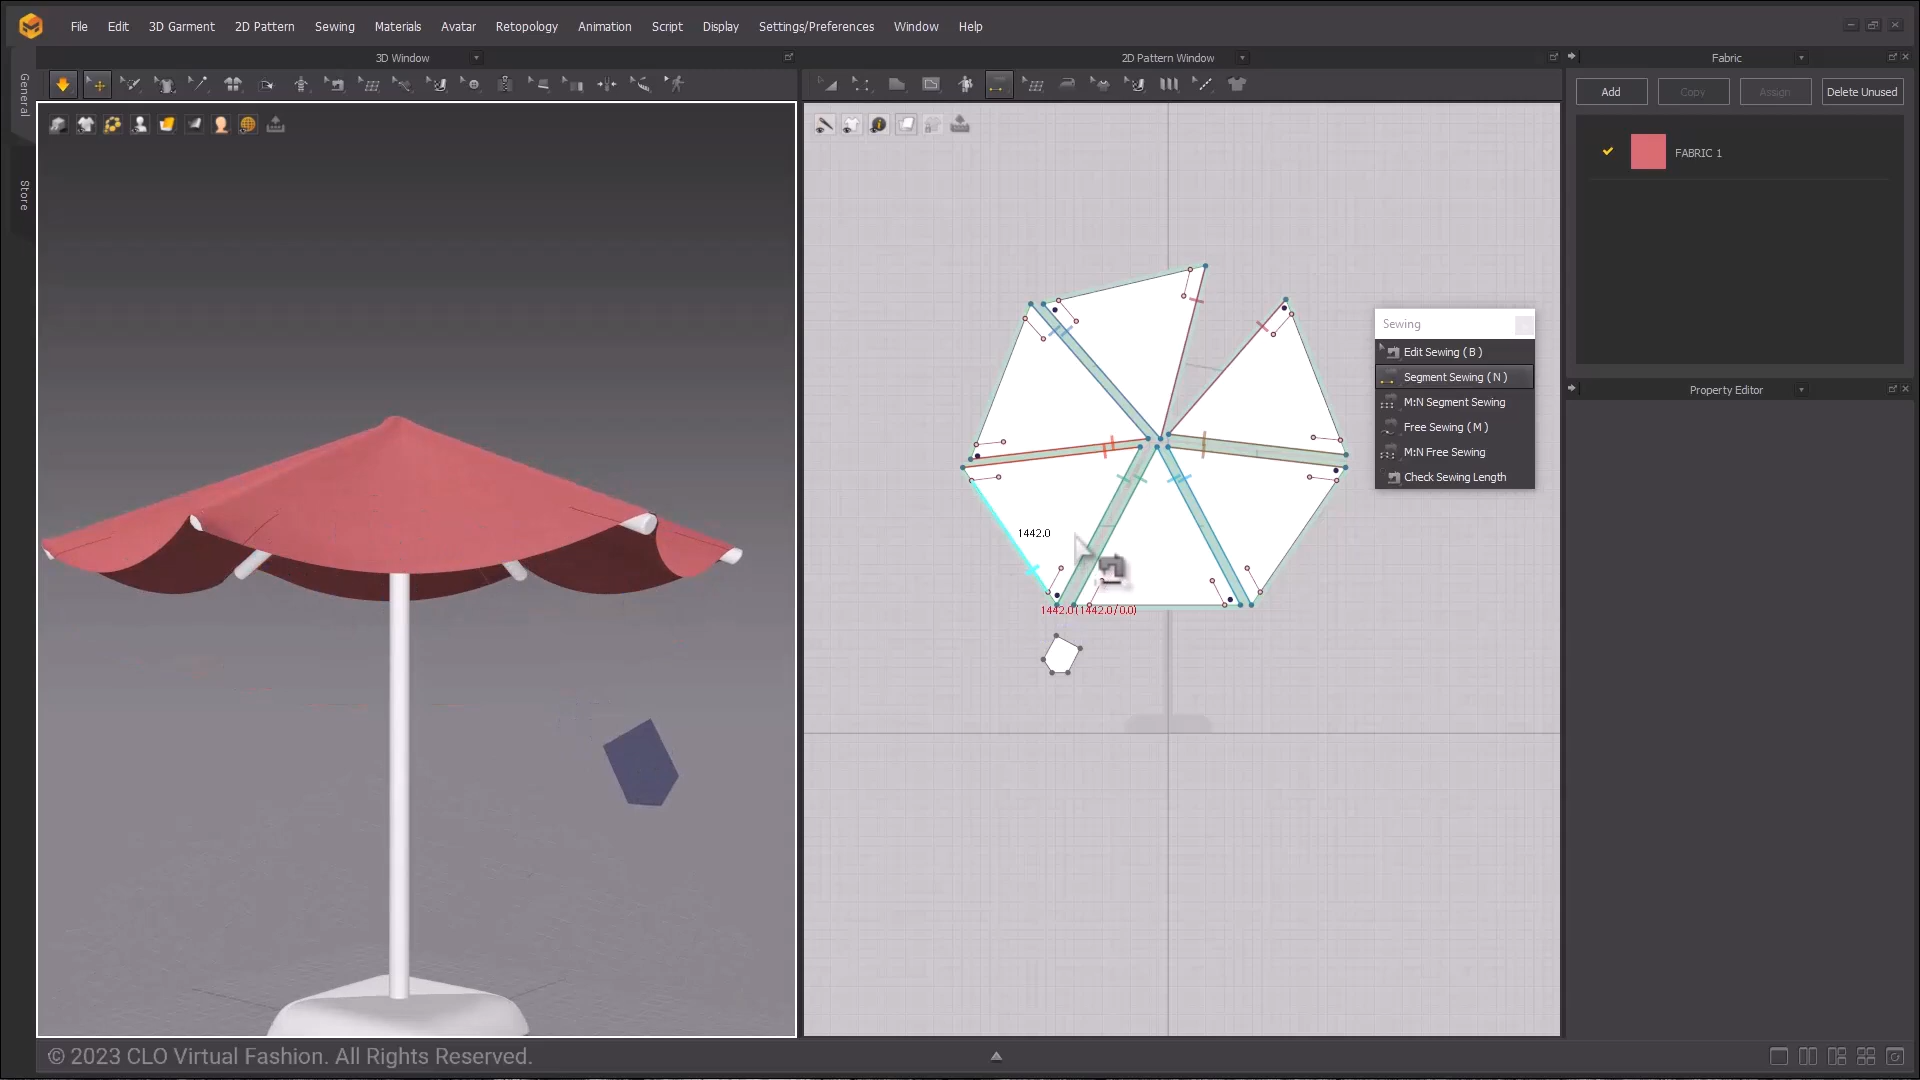 File Edit 3D Garment 2D Pattern Sewing Materials Avatar Retopology Animation Script Display Settings/Preferences Window Help
3D Window
2D Pattern Window
Fabric
General
Store
Add Copy Assign Delete Unused
FABRIC 1
Sewing
Edit Sewing ( B )
Segment Sewing ( N )
M:N Segment Sewing
Free Sewing ( M )
M:N Free Sewing
Check Sewing Length
Property Editor
1442.0
1442.0(1442.0/0.0)
© 2023 CLO Virtual Fashion. All Rights Reserved.